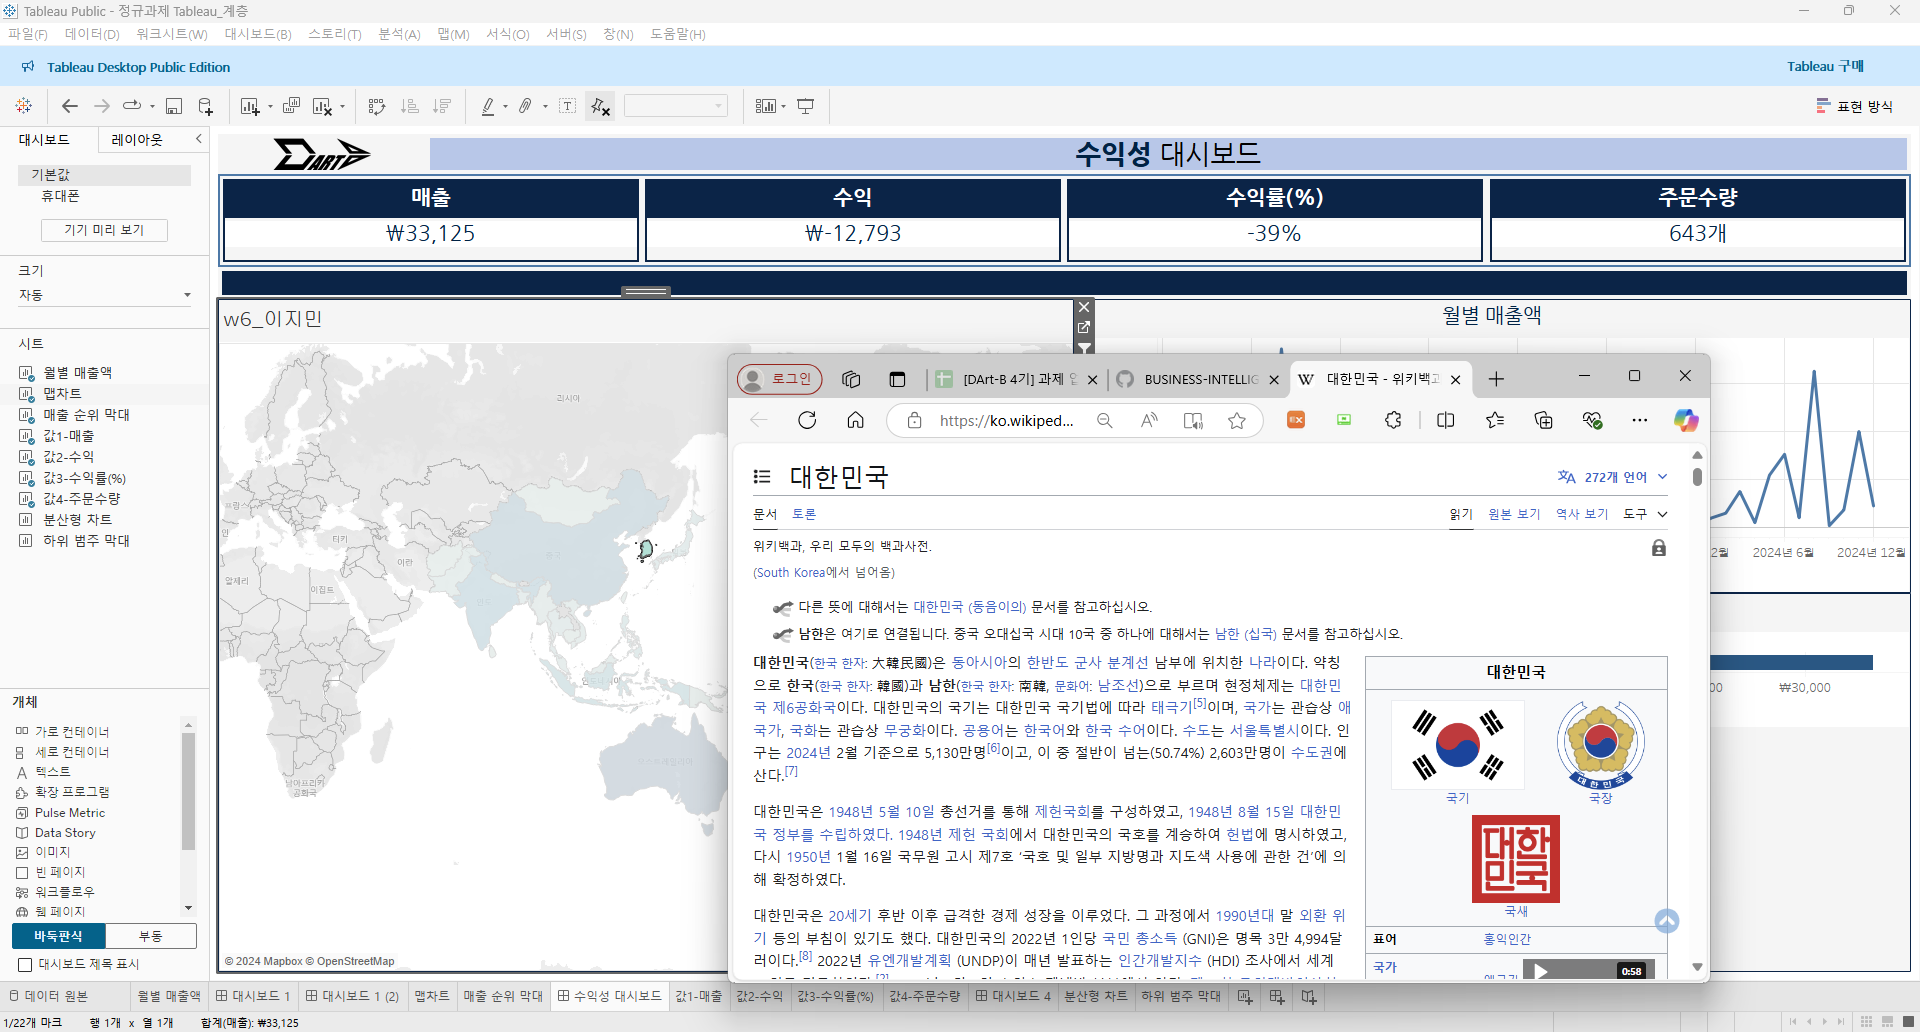 Tableau Public - 정규과제 Tableau_계층
파일(F) 데이터(D) 워크시트(W) 대시보드(B) 스토리(T) 분석(A) 맵(M) 서식(O) 서버(S) 창(N) 도움말(H)
Tableau Desktop Public Edition
Tableau 구매
표현 방식
대시보드 레이아웃
기본값
휴대폰
기기 미리 보기
크기
자동
시트
월별 매출액
맵차트
매출 순위 막대
값1-매출
값2-수익
값3-수익률(%)
값4-주문수량
분산형 차트
하위 범주 막대
개체
가로 컨테이너
세로 컨테이너
텍스트
확장 프로그램
Pulse Metric
Data Story
이미지
빈 페이지
워크플로우
웹 페이지
바둑판식 부동
대시보드 제목 표시
DART
수익성 대시보드
매출 수익 수익률(%) 주문수량
₩33,125 ₩-12,793 -39% 643개
w6_이지민
월별 매출액
러시아
프랑스
터키
이란
알제리
이집트
중국
인도
인도네시아
오스트레일리아
남아프리카
공화국
© 2024 Mapbox © OpenStreetMap
2월 2024년 6월 2024년 12월
00 ₩30,000
로그인
[DArt-B 4기] 과제
BUSINESS-INTELLIG
대한민국 - 위키백과
https://ko.wikiped...
대한민국
272개 언어
문서 토론
읽기 원본 보기 역사 보기 도구
위키백과, 우리 모두의 백과사전.
(South Korea에서 넘어옴)
다른 뜻에 대해서는 대한민국 (동음이의) 문서를 참고하십시오.
남한은 여기로 연결됩니다. 중국 오대십국 시대 10국 중 하나에 대해서는 남한 (십국) 문서를 참고하십시오.
대한민국(한국 한자: 大韓民國)은 동아시아의 한반도 군사 분계선 남부에 위치한 나라이다. 약칭
으로 한국(한국 한자: 韓國)과 남한(한국 한자: 南韓, 문화어: 남조선)으로 부르며 현정체제는 대한민
국 제6공화국이다. 대한민국의 국기는 대한민국 국기법에 따라 태극기[5]이며, 국가는 관습상 애
국가, 국화는 관습상 무궁화이다. 공용어는 한국어와 한국 수어이다. 수도는 서울특별시이다. 인
구는 2024년 2월 기준으로 5,130만명[6]이고, 이 중 절반이 넘는(50.74%) 2,603만명이 수도권에
산다.[7]
대한민국은 1948년 5월 10일 총선거를 통해 제헌국회를 구성하였고, 1948년 8월 15일 대한민
국 정부를 수립하였다. 1948년 제헌 국회에서 대한민국의 국호를 계승하여 헌법에 명시하였고,
다시 1950년 1월 16일 국무원 고시 제7호 ‘국호 및 일부 지방명과 지도색 사용에 관한 건’에 의
해 확정하였다.
대한민국은 20세기 후반 이후 급격한 경제 성장을 이루었다. 그 과정에서 1990년대 말 외환 위
기 등의 부침이 있기도 했다. 대한민국의 2022년 1인당 국민 총소득 (GNI)은 명목 3만 4,994달
러이다.[8] 2022년 유엔개발계획 (UNDP)이 매년 발표하는 인간개발지수 (HDI) 조사에서 세계
대한민국
국기 국장
대한민국
국새
표어 홍익인간
국가
0:58
데이터 원본 월별 매출액 대시보드 1 대시보드 1 (2) 맵차트 매출 순위 막대 수익성 대시보드 값1-매출 값2-수익 값3-수익률(%) 값4-주문수량 대시보드 4 분산형 차트 하위 범주 막대
1/22개 마크 행 1개 x 열 1개 합계(매출): ₩33,125